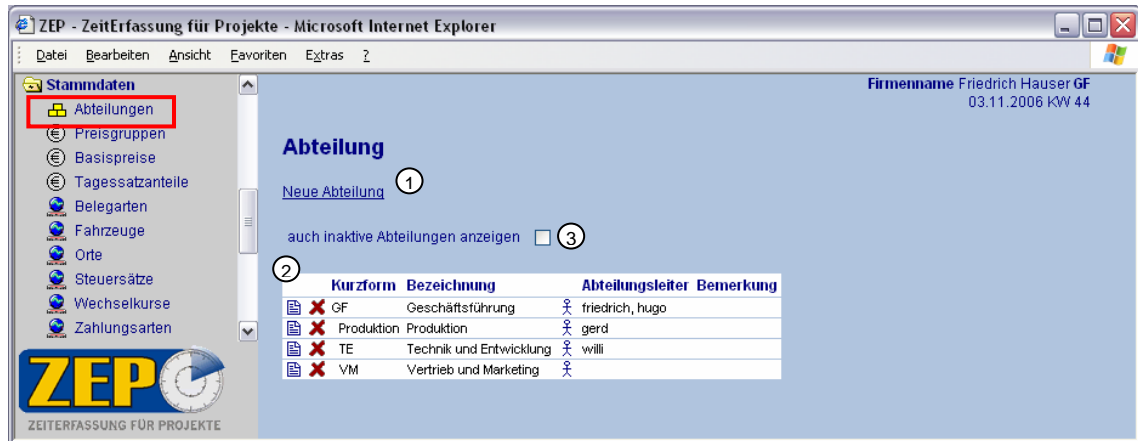 ZEP - ZeitErfassung für Projekte - Microsoft Internet Explorer
Datei Bearbeiten Ansicht Favoriten Extras ?
Stammdaten
Abteilungen
Preisgruppen
Basispreise
Tagessatzanteile
Belegarten
Fahrzeuge
Orte
Steuersätze
Wechselkurse
Zahlungsarten
ZEP
ZEITERFASSUNG FÜR PROJEKTE
Firmenname Friedrich Hauser GF
03.11.2006 KW 44
Abteilung
Neue Abteilung 1
auch inaktive Abteilungen anzeigen 3
2
Kurzform Bezeichnung Abteilungsleiter Bemerkung
GF Geschäftsführung friedrich, hugo
Produktion Produktion gerd
TE Technik und Entwicklung willi
VM Vertrieb und Marketing